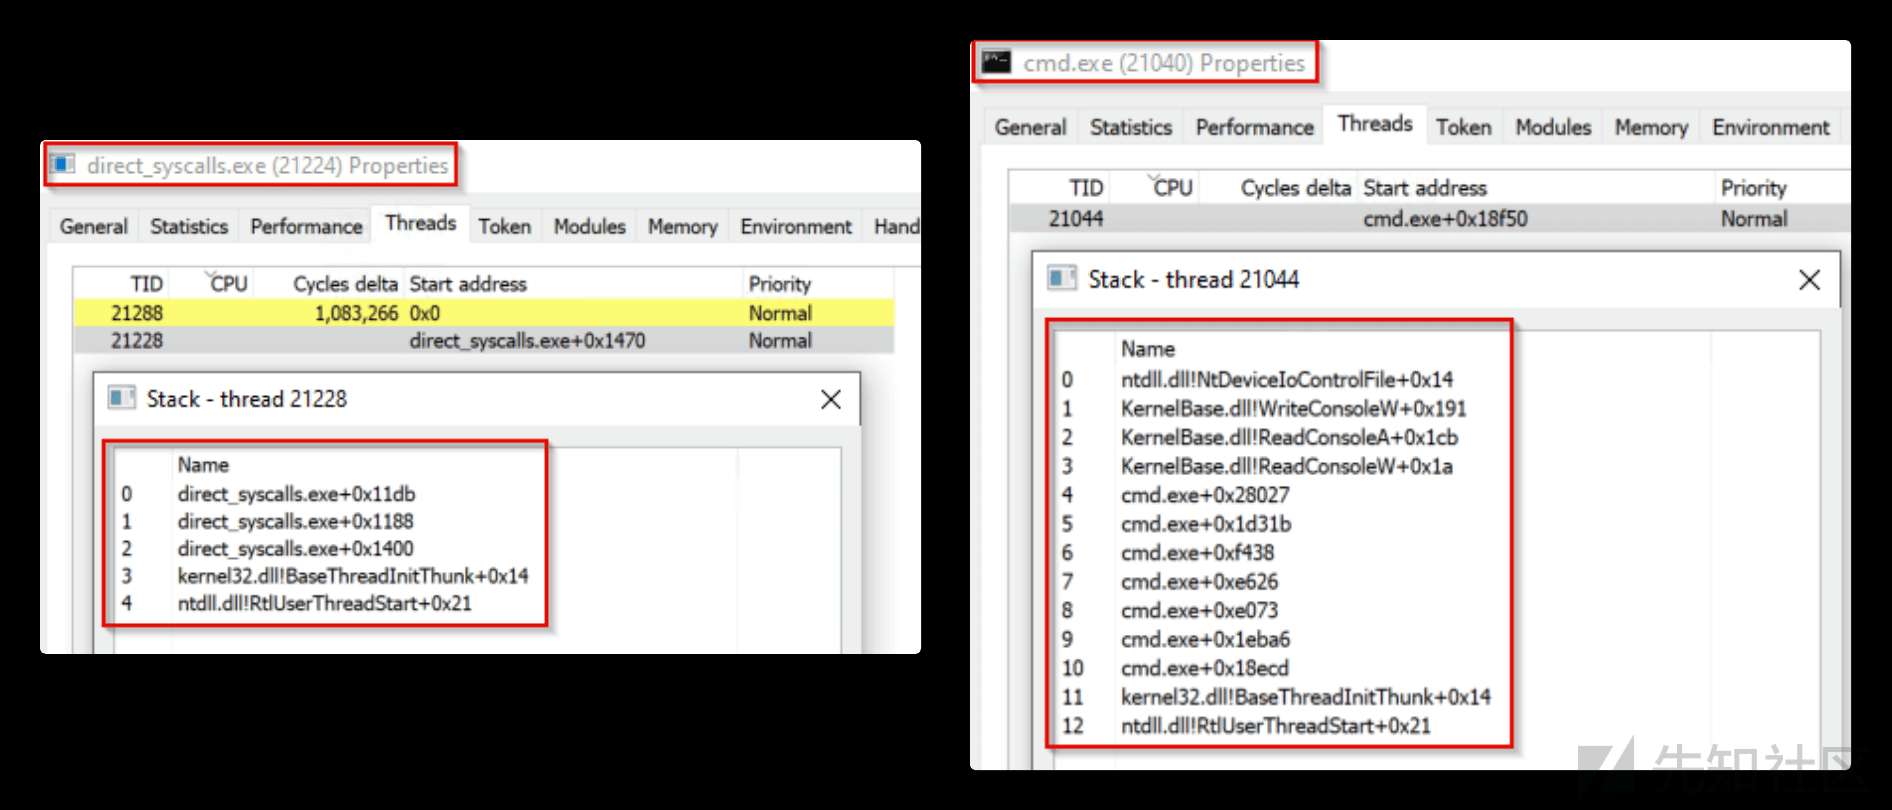 direct_syscalls.exe (21224) Properties
General Statistics Performance Threads Token Modules Memory Environment Hand
TID CPU Cycles delta Start address Priority
21288 1,083,266 0x0 Normal
21228 direct_syscalls.exe+0x1470 Normal
Stack - thread 21228
Name
0 direct_syscalls.exe+0x11db
1 direct_syscalls.exe+0x1188
2 direct_syscalls.exe+0x1400
3 kernel32.dll!BaseThreadInitThunk+0x14
4 ntdll.dll!RtlUserThreadStart+0x21
cmd.exe (21040) Properties
General Statistics Performance Threads Token Modules Memory Environment
TID CPU Cycles delta Start address Priority
21044 cmd.exe+0x18f50 Normal
Stack - thread 21044
Name
0 ntdll.dll!NtDeviceIoControlFile+0x14
1 KernelBase.dll!WriteConsoleW+0x191
2 KernelBase.dll!ReadConsoleA+0x1cb
3 KernelBase.dll!ReadConsoleW+0x1a
4 cmd.exe+0x28027
5 cmd.exe+0x1d31b
6 cmd.exe+0xf438
7 cmd.exe+0xe626
8 cmd.exe+0xe073
9 cmd.exe+0x1eba6
10 cmd.exe+0x18ecd
11 kernel32.dll!BaseThreadInitThunk+0x14
12 ntdll.dll!RtlUserThreadStart+0x21
先知社区